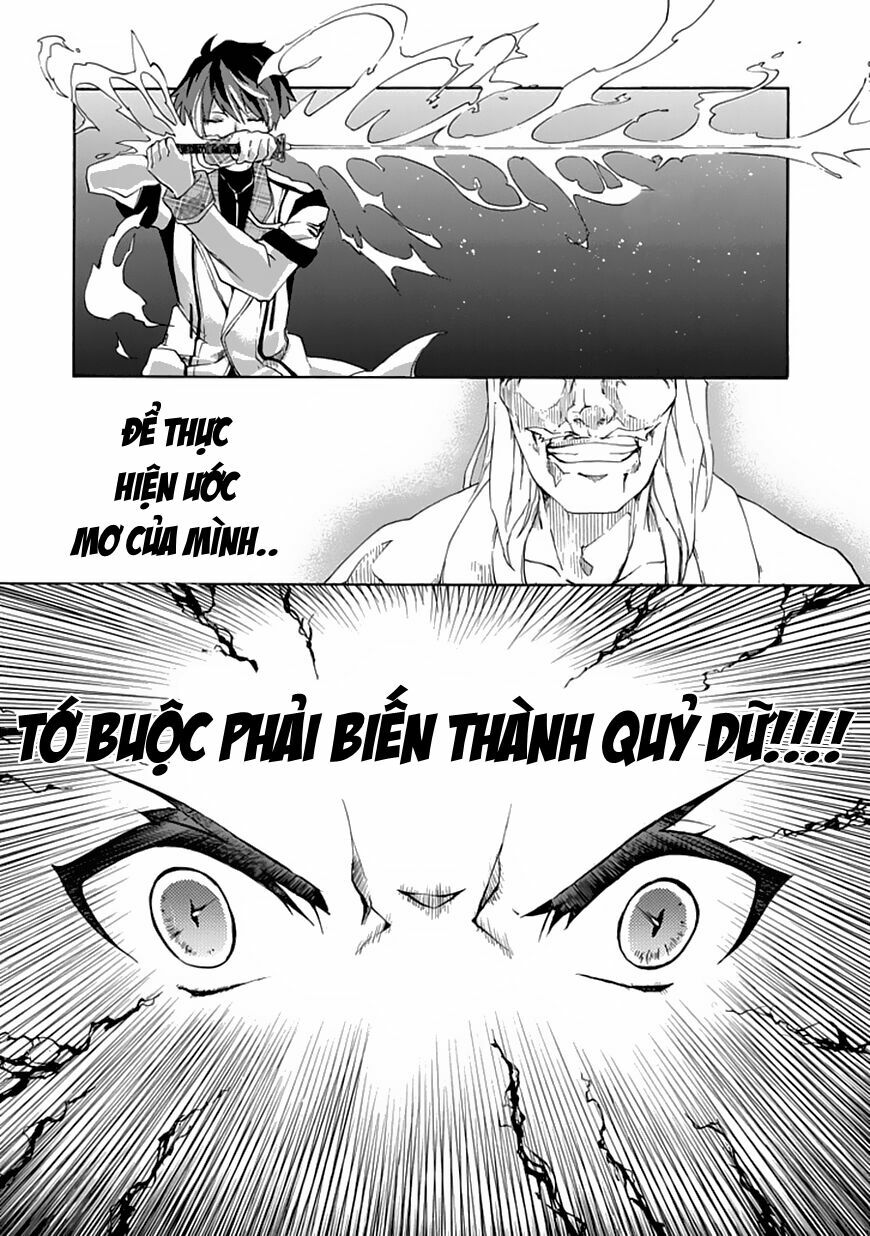 ĐỂ THỰC
HIỆN ƯỚC
MƠ CỦA MÌNH..
TỚ BUỘC PHẢI BIẾN THÀNH QUỶ DỮ!!!!